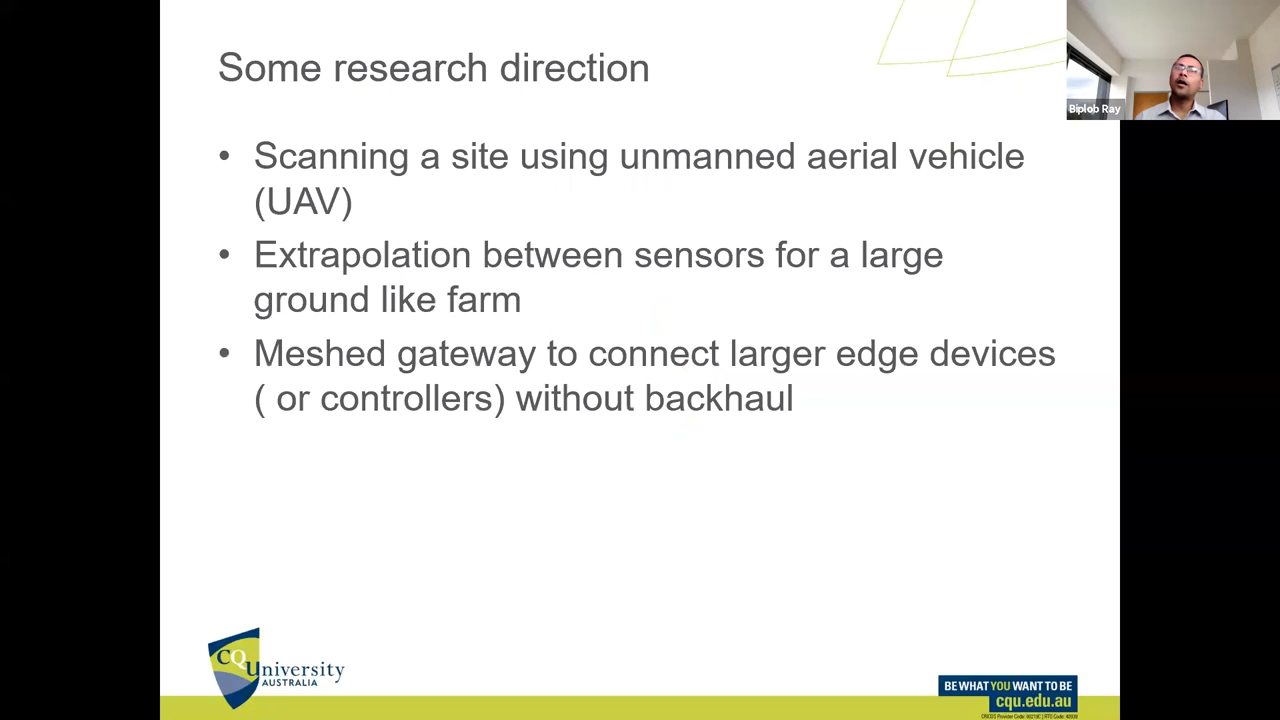 Some research direction
Biplob Ray
• Scanning a site using unmanned aerial vehicle
(UAV)
• Extrapolation between sensors for a large
ground like farm
• Meshed gateway to connect larger edge devices
( or controllers) without backhaul
CQUniversity
AUSTRALIA
BE WHAT YOU WANT TO BE
cqu.edu.au